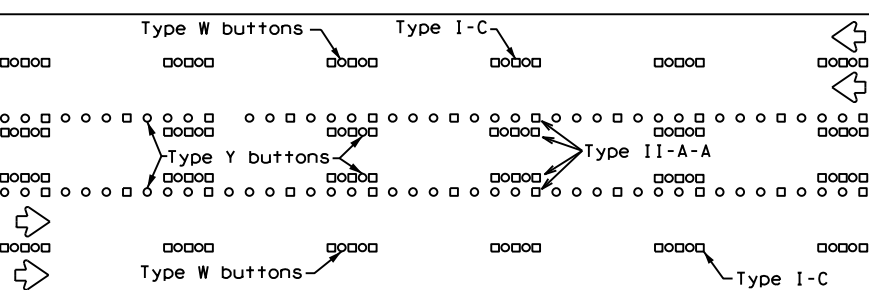 Type W buttons
Type I-C
Type Y buttons
Type II-A-A
Type W buttons
Type I-C